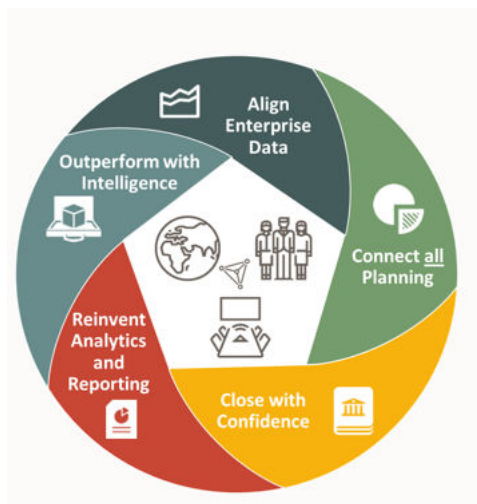 Align
Enterprise
Data
Connect all
Planning
Close with
Confidence
Reinvent
Analytics
and
Reporting
Outperform with
Intelligence